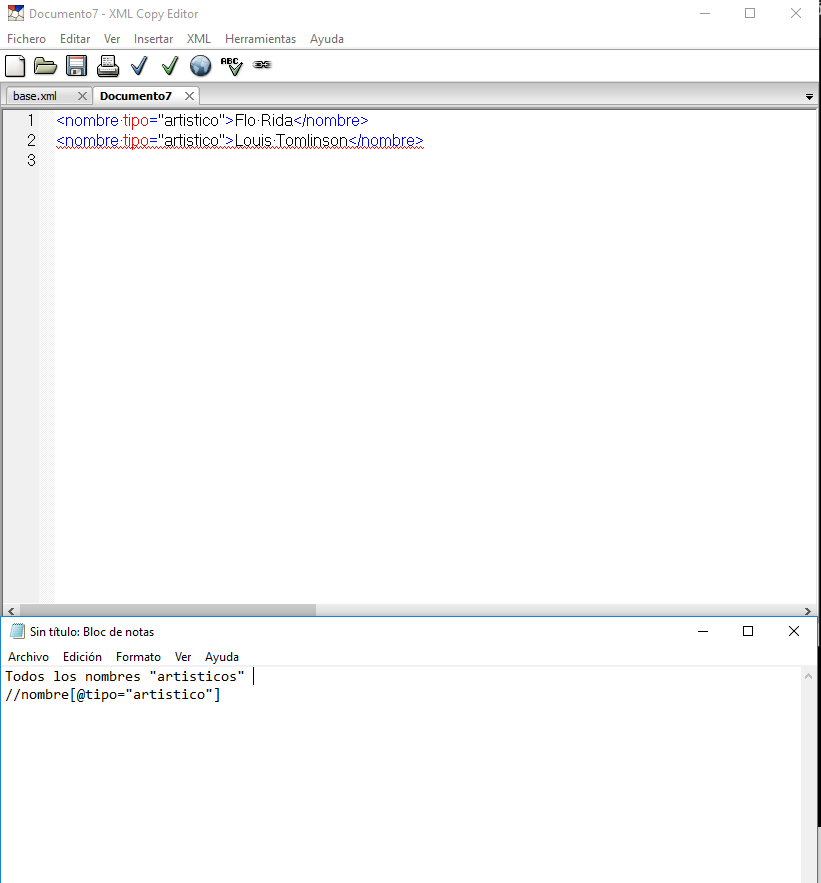 Documento7 - XML Copy Editor
Fichero Editar Ver Insertar XML Herramientas Ayuda
ABC
base.xml Documento7
1 <nombre·tipo="artistico">Flo·Rida</nombre>
2 <nombre·tipo="artistico">Louis·Tomlinson</nombre>
3
Sin título: Bloc de notas
Archivo Edición Formato Ver Ayuda
Todos los nombres "artisticos"
//nombre[@tipo="artistico"]